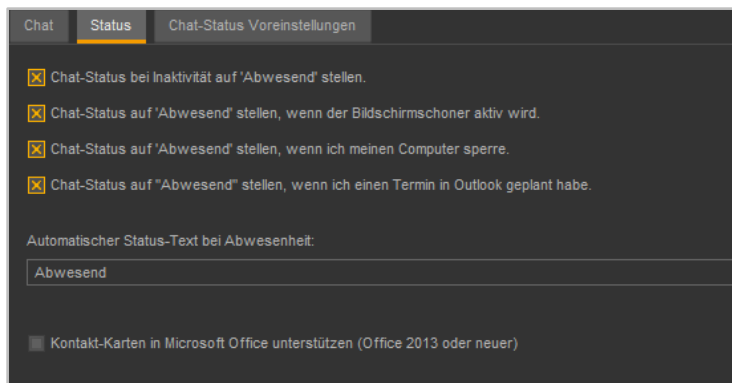 Chat Status Chat-Status Voreinstellungen
Chat-Status bei Inaktivität auf 'Abwesend' stellen.
Chat-Status auf 'Abwesend' stellen, wenn der Bildschirmschoner aktiv wird.
Chat-Status auf 'Abwesend' stellen, wenn ich meinen Computer sperre.
Chat-Status auf "Abwesend" stellen, wenn ich einen Termin in Outlook geplant habe.
Automatischer Status-Text bei Abwesenheit:
Abwesend
Kontakt-Karten in Microsoft Office unterstützen (Office 2013 oder neuer)